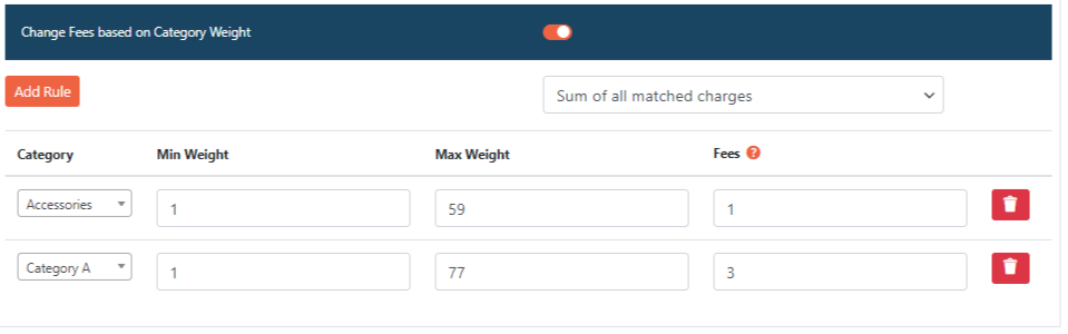 Change Fees based on Category Weight
Add Rule
Sum of all matched charges
Category Min Weight Max Weight Fees ?
Accessories 1 59 1
Category A 1 77 3